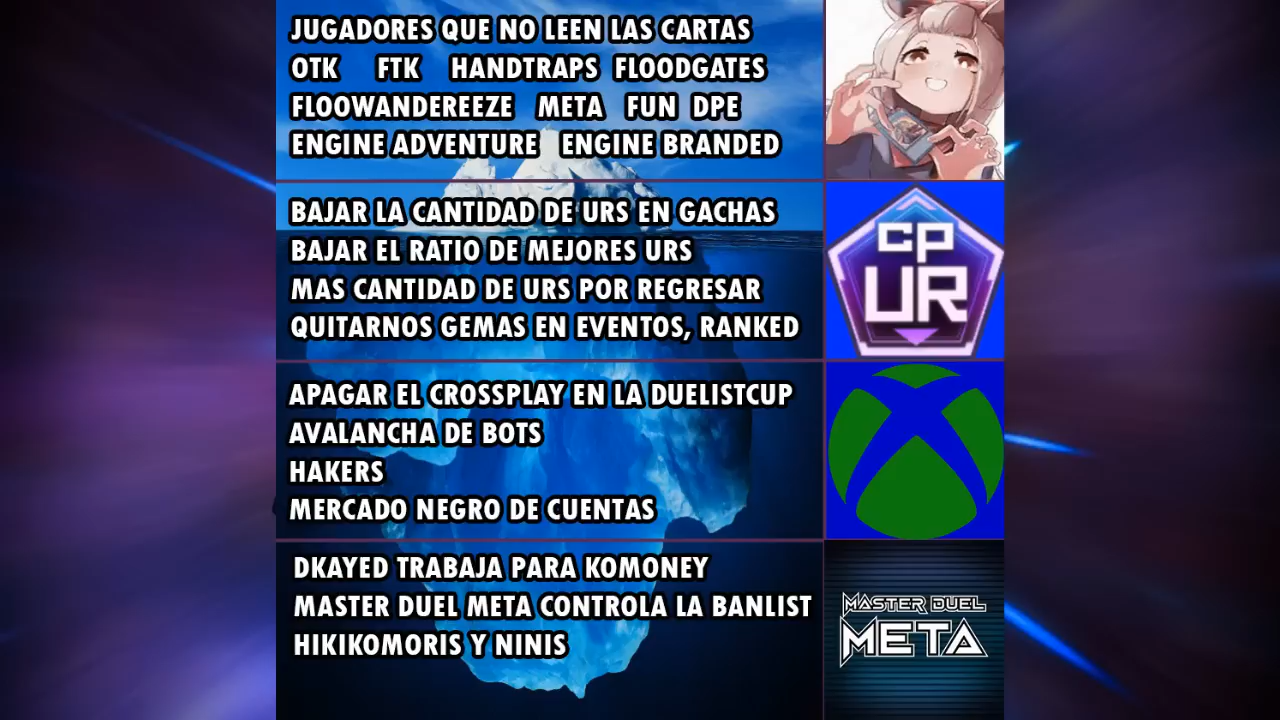 JUGADORES QUE NO LEEN LAS CARTAS
OTK FTK HANDTRAPS FLOODGATES
FLOOWANDEREEZE META FUN DPE
ENGINE ADVENTURE ENGINE BRANDED
BAJAR LA CANTIDAD DE URS EN GACHAS
BAJAR EL RATIO DE MEJORES URS
MAS CANTIDAD DE URS POR REGRESAR
QUITARNOS GEMAS EN EVENTOS, RANKED
CP
UR
APAGAR EL CROSSPLAY EN LA DUELISTCUP
AVALANCHA DE BOTS
HAKERS
MERCADO NEGRO DE CUENTAS
DKAYED TRABAJA PARA KOMONEY
MASTER DUEL META CONTROLA LA BANLIST
HIKIKOMORIS Y NINIS
MASTER DUEL
META